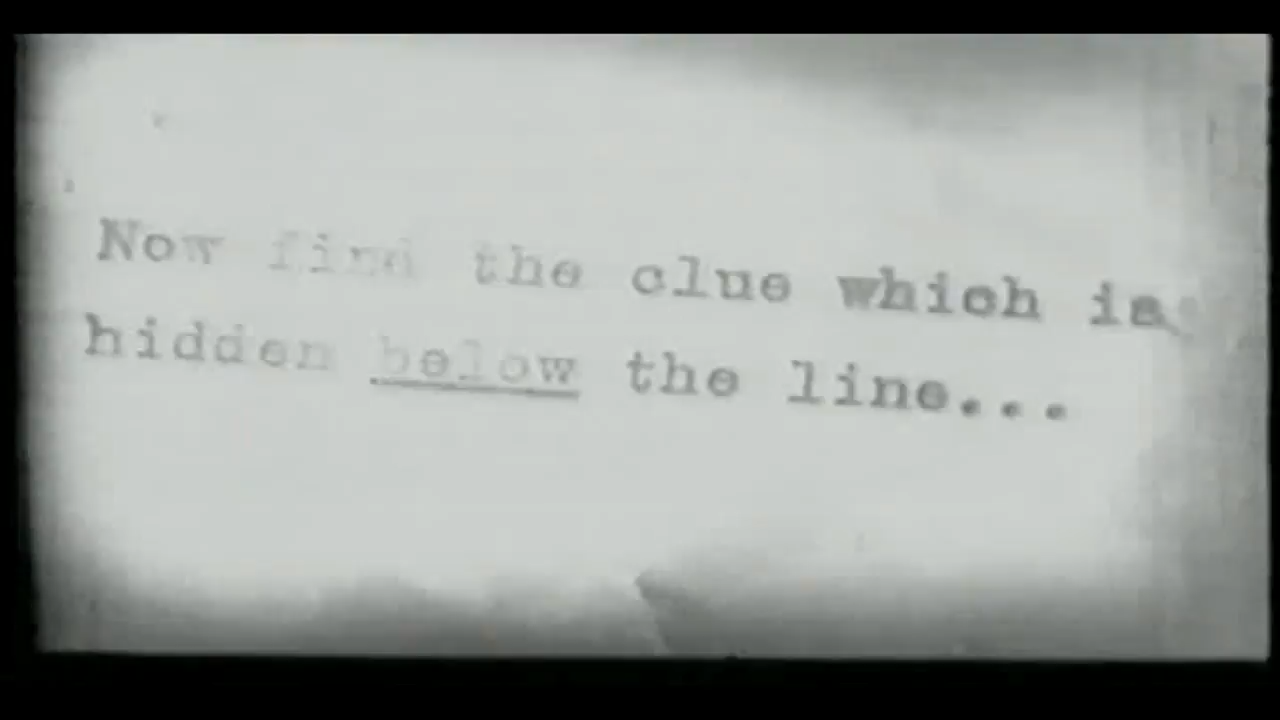 Now find the clue which is
hidden below the line...